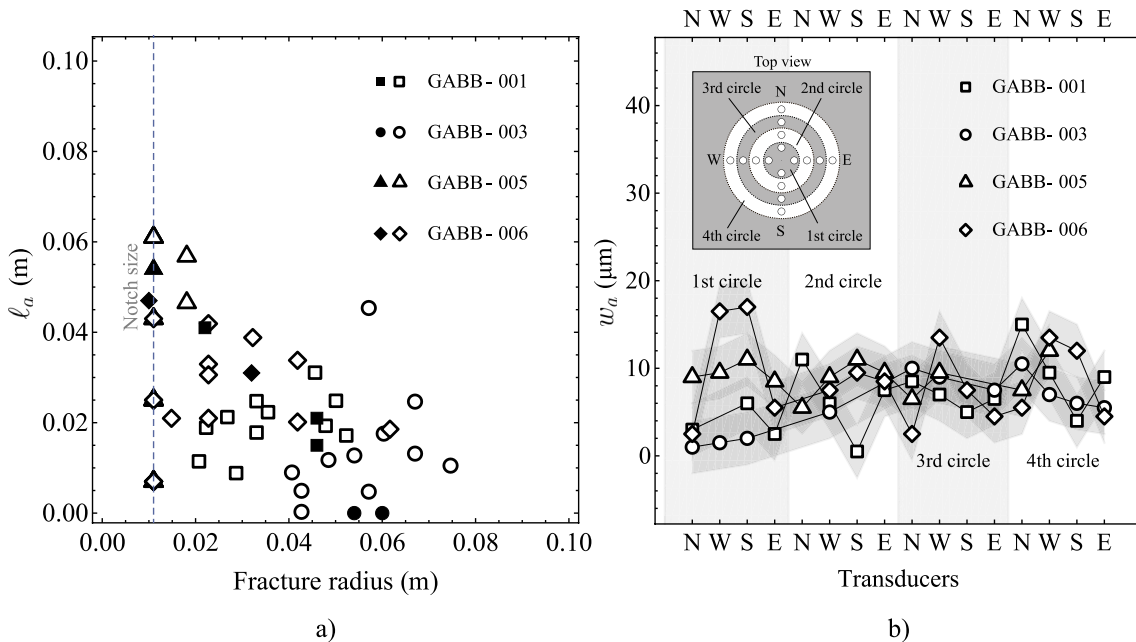 0.10
0.08
0.06
0.04
0.02
0.00
ℓa (m)
Notch size
GABB- 001
GABB- 003
GABB- 005
GABB- 006
0.00 0.02 0.04 0.06 0.08 0.10
Fracture radius (m)
a)
N W S E N W S E N W S E N W S E
40
30
20
10
0
wa (μm)
Top view
3rd circle
2nd circle
N
W
E
S
4th circle
1st circle
GABB- 001
GABB- 003
GABB- 005
GABB- 006
1st circle
2nd circle
3rd circle
4th circle
N W S E N W S E N W S E N W S E
Transducers
b)